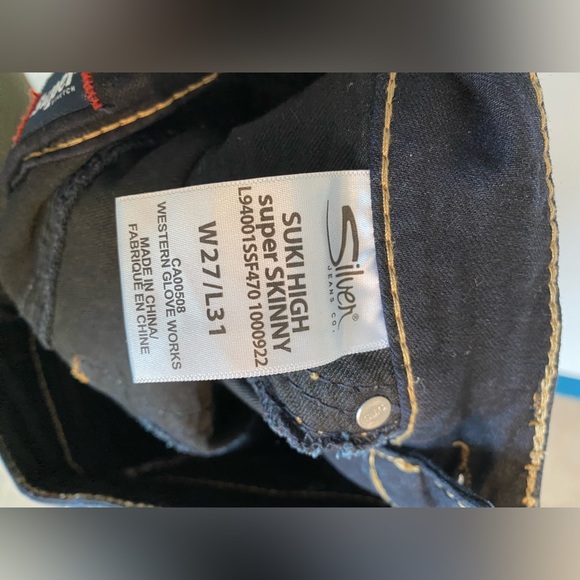 Silver®
JEANS CO.
SUKI HIGH
super SKINNY
L94001SSF470 1000922
W27/L31
CA00508
WESTERN GLOVE WORKS
MADE IN CHINA/
FABRIQUE EN CHINE
STRETCH